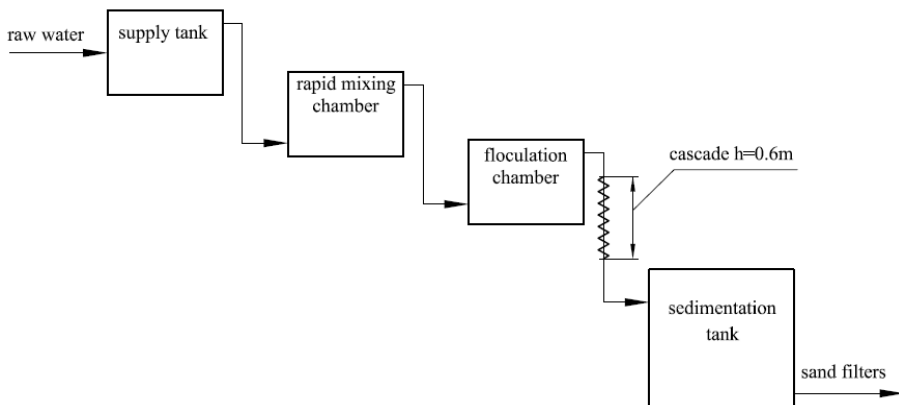 raw water
supply tank
rapid mixing
chamber
floculation
chamber
cascade h=0.6m
sedimentation
tank
sand filters